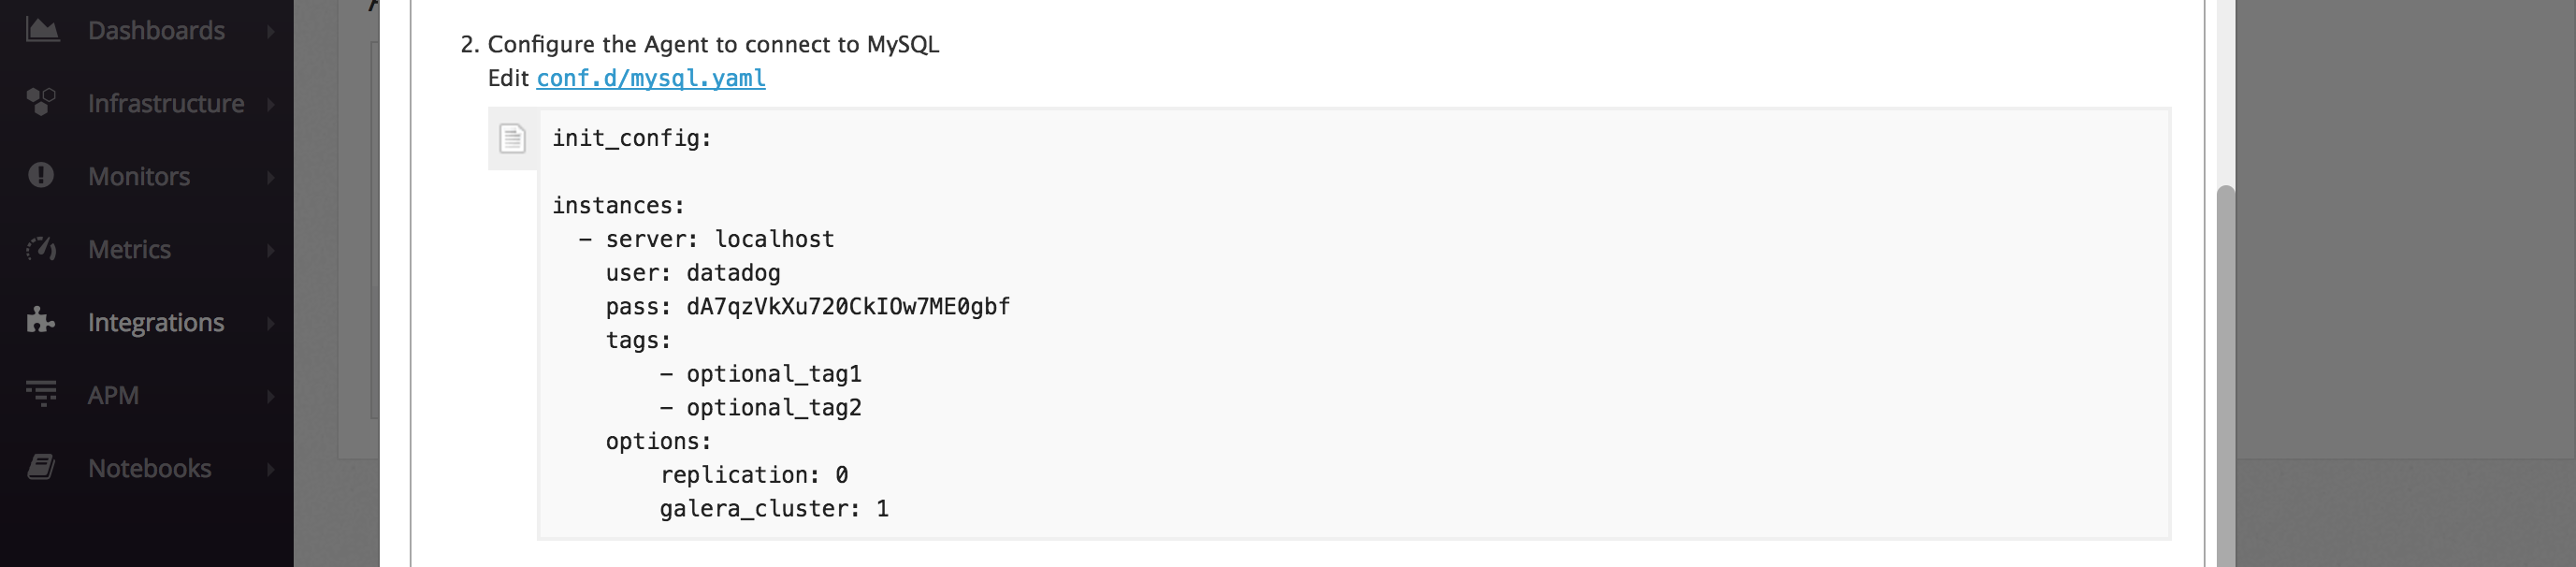 Dashboards
Infrastructure
Monitors
Metrics
Integrations
APM
Notebooks
2. Configure the Agent to connect to MySQL
Edit conf.d/mysql.yaml
init_config:
instances:
  - server: localhost
    user: datadog
    pass: dA7qzVkXu720CkIOw7ME0gbf
    tags:
        - optional_tag1
        - optional_tag2
    options:
        replication: 0
        galera_cluster: 1